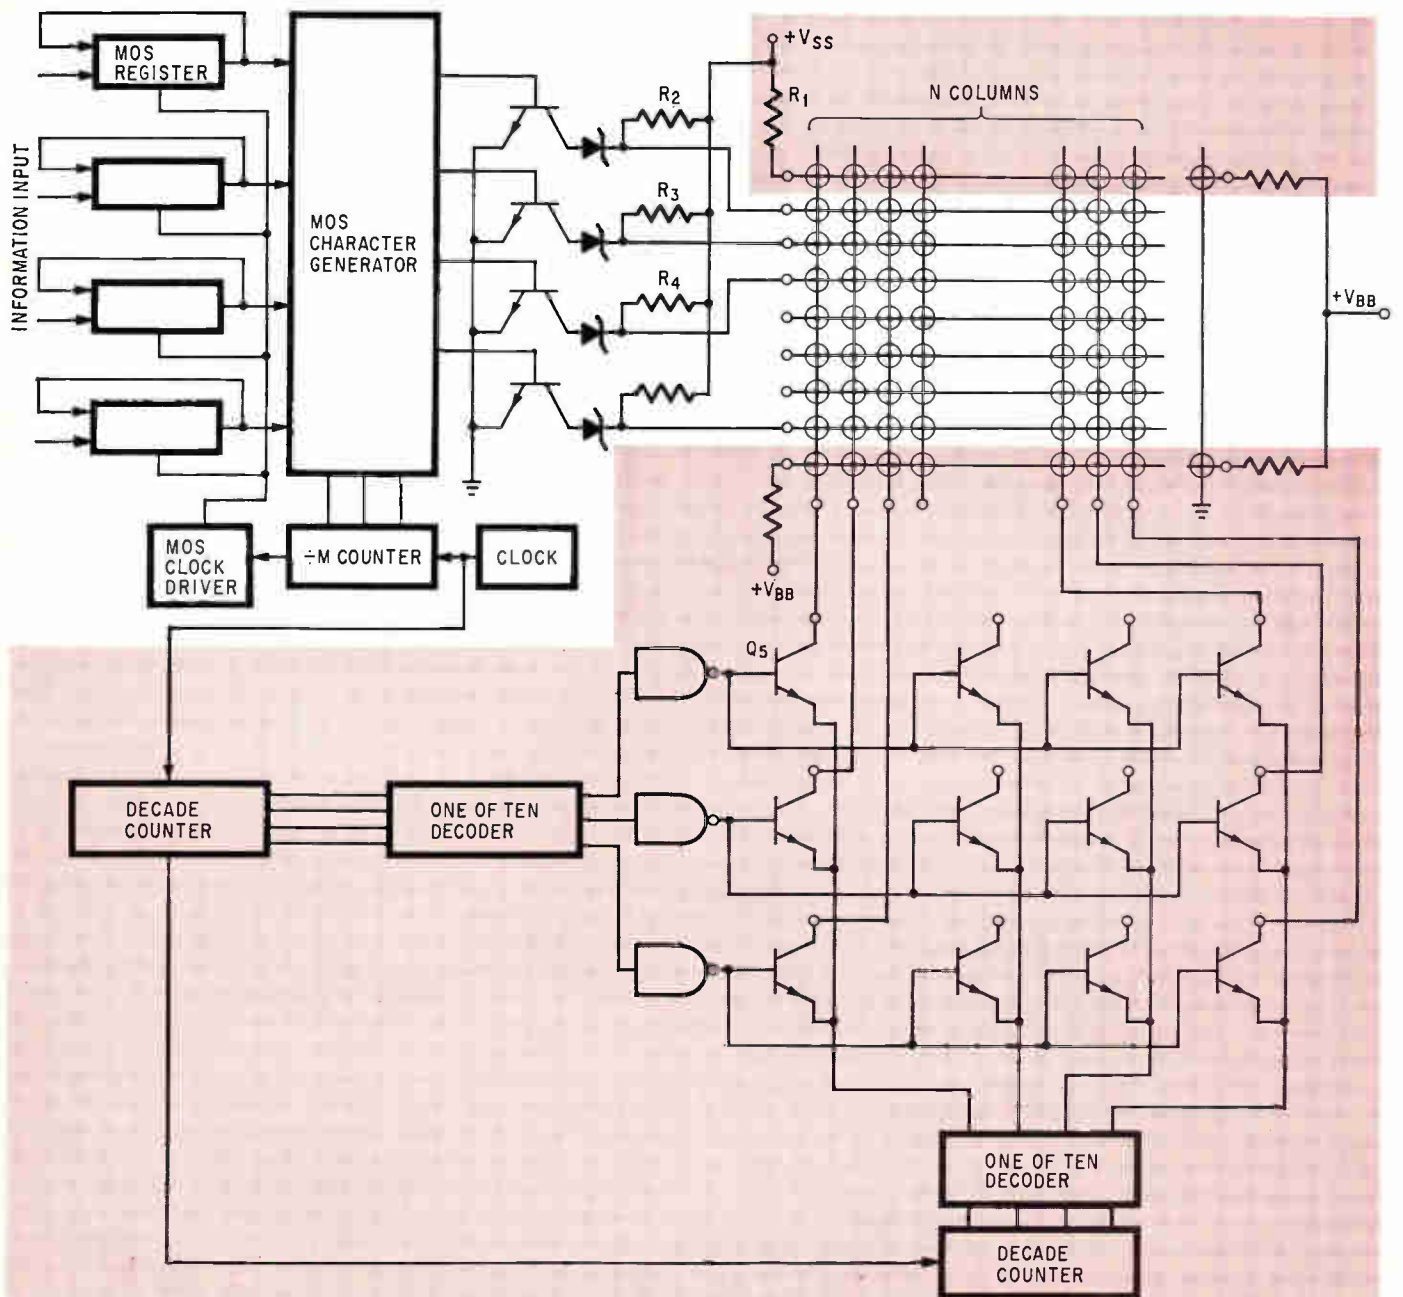 MOS
REGISTER
INFORMATION INPUT
MOS
CHARACTER
GENERATOR
R2
R3
R4
+VSS
R1
N COLUMNS
+VBB
MOS
CLOCK
DRIVER
÷M COUNTER
CLOCK
+VBB
Q5
DECADE
COUNTER
ONE OF TEN
DECODER
ONE OF TEN
DECODER
DECADE
COUNTER